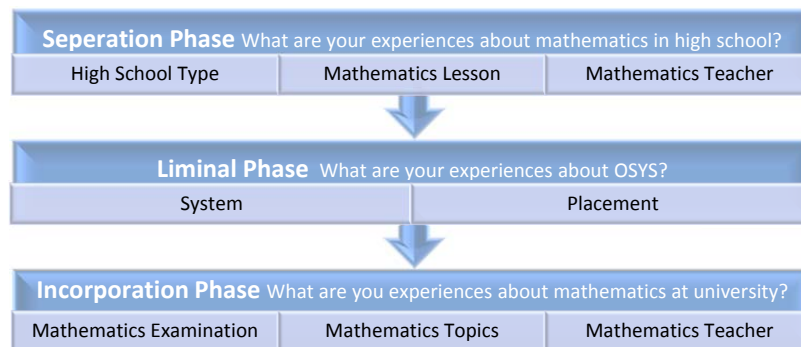 Seperation Phase What are your experiences about mathematics in high school?
High School Type Mathematics Lesson Mathematics Teacher
Liminal Phase What are your experiences about OSYS?
System Placement
Incorporation Phase What are you experiences about mathematics at university?
Mathematics Examination Mathematics Topics Mathematics Teacher